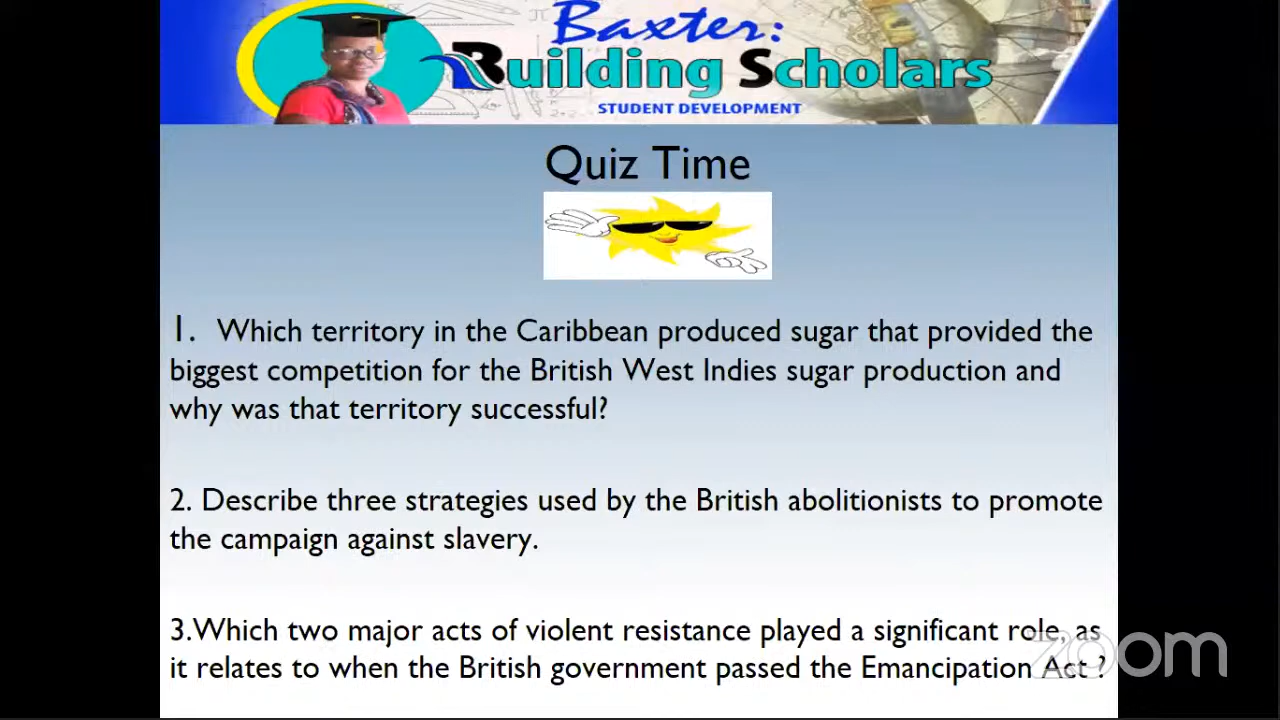 Baxter:
Building Scholars
STUDENT DEVELOPMENT
Quiz Time
1. Which territory in the Caribbean produced sugar that provided the
biggest competition for the British West Indies sugar production and
why was that territory successful?
2. Describe three strategies used by the British abolitionists to promote
the campaign against slavery.
3.Which two major acts of violent resistance played a significant role, as
it relates to when the British government passed the Emancipation Act ?
zoom